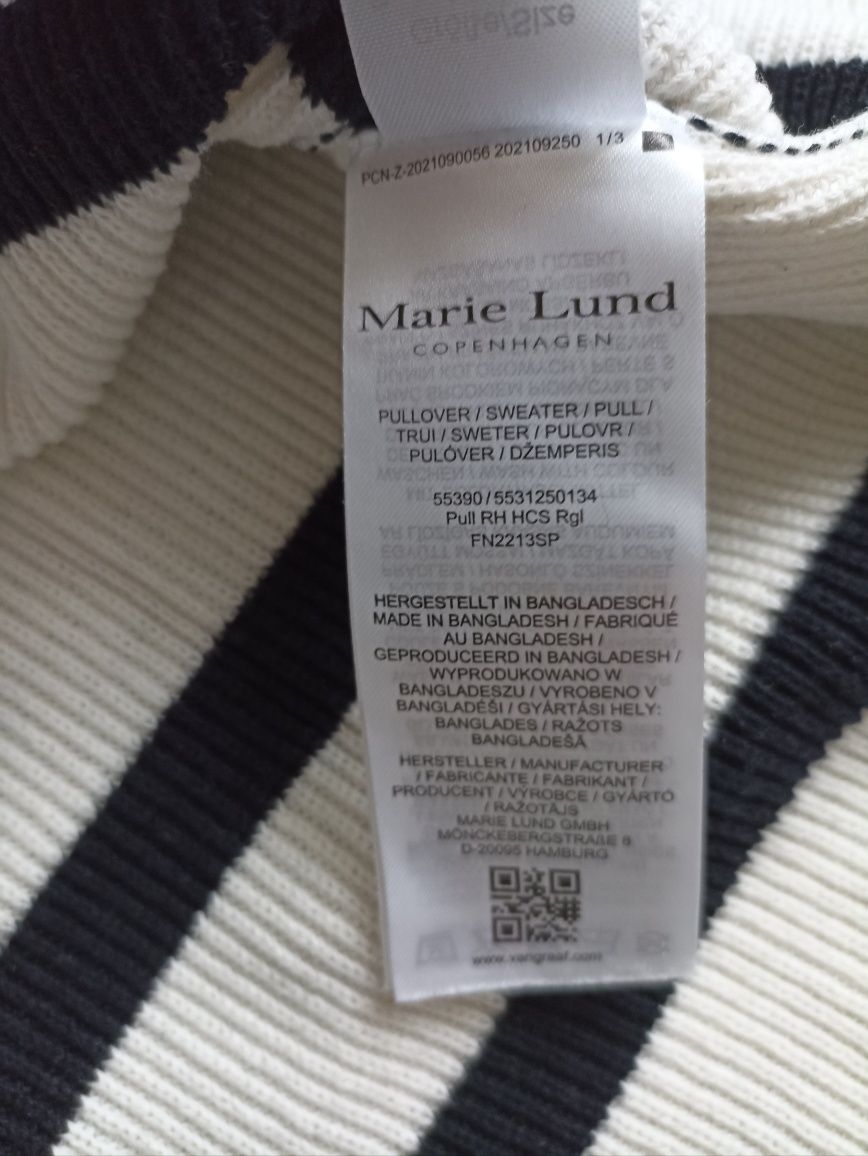 Größe/Size
PCN-Z-2021090056 202109250 1/3
Marie Lund
COPENHAGEN
PULLOVER / SWEATER / PULL /
TRUI / SWETER / PULOVR /
PULÓVER / DŽEMPERIS
55390/5531250134
Pull RH HCS Rgl
FN2213SP
HERGESTELLT IN BANGLADESCH /
MADE IN BANGLADESH / FABRIQUÉ
AU BANGLADESH /
GEPRODUCEERD IN BANGLADESH /
WYPRODUKOWANO W
BANGLADESZU / VYROBENO V
BANGLADÉŠI / GYÁRTÁSI HELY:
BANGLADES / RAŽOTS
BANGLADEŠĀ
HERSTELLER / MANUFACTURER
/ FABRICANTE / FABRIKANT /
PRODUCENT / VÝROBCE / GYÁRTÓ
/ RAŽOTĀJS
MARIE LUND GMBH
MÖNCKEBERGSTRAßE 8
D-20095 HAMBURG
www.vangraaf.com